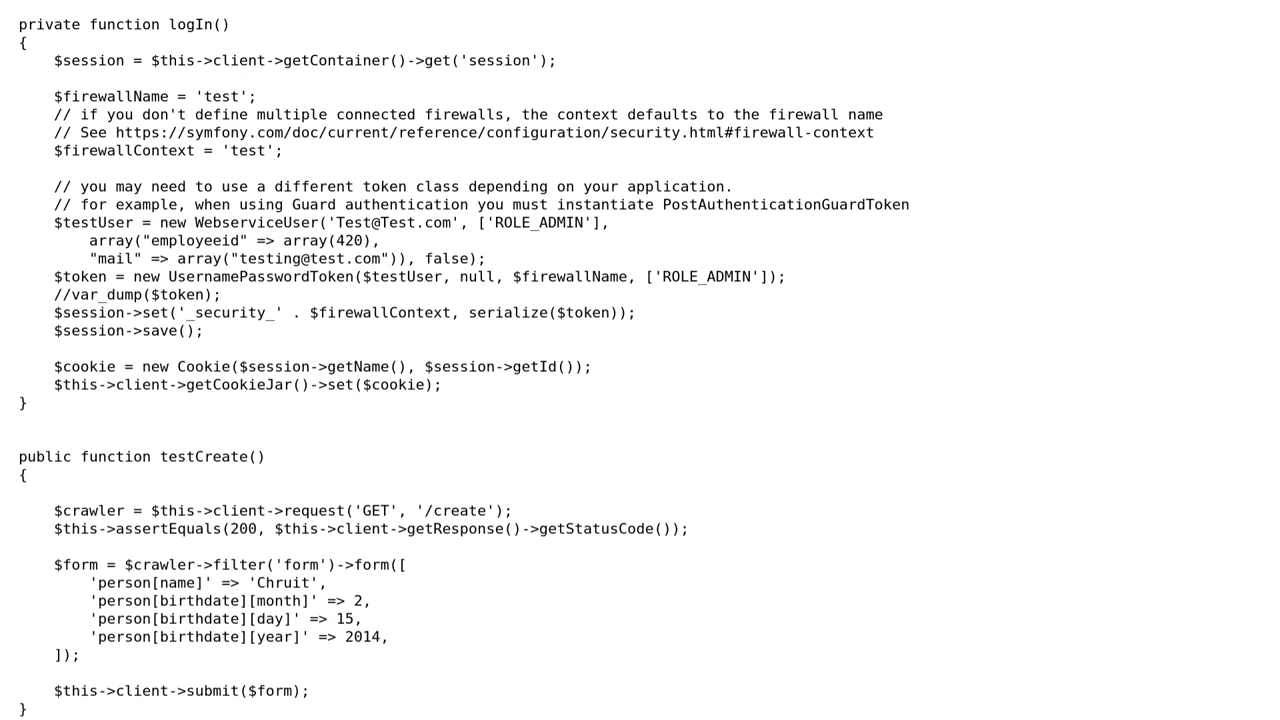 private function logIn()
{
    $session = $this->client->getContainer()->get('session');

    $firewallName = 'test';
    // if you don't define multiple connected firewalls, the context defaults to the firewall name
    // See https://symfony.com/doc/current/reference/configuration/security.html#firewall-context
    $firewallContext = 'test';

    // you may need to use a different token class depending on your application.
    // for example, when using Guard authentication you must instantiate PostAuthenticationGuardToken
    $testUser = new WebserviceUser('Test@Test.com', ['ROLE_ADMIN'],
        array("employeeid" => array(420),
        "mail" => array("testing@test.com")), false);
    $token = new UsernamePasswordToken($testUser, null, $firewallName, ['ROLE_ADMIN']);
    //var_dump($token);
    $session->set('_security_' . $firewallContext, serialize($token));
    $session->save();

    $cookie = new Cookie($session->getName(), $session->getId());
    $this->client->getCookieJar()->set($cookie);
}


public function testCreate()
{

    $crawler = $this->client->request('GET', '/create');
    $this->assertEquals(200, $this->client->getResponse()->getStatusCode());

    $form = $crawler->filter('form')->form([
        'person[name]' => 'Chruit',
        'person[birthdate][month]' => 2,
        'person[birthdate][day]' => 15,
        'person[birthdate][year]' => 2014,
    ]);

    $this->client->submit($form);
}